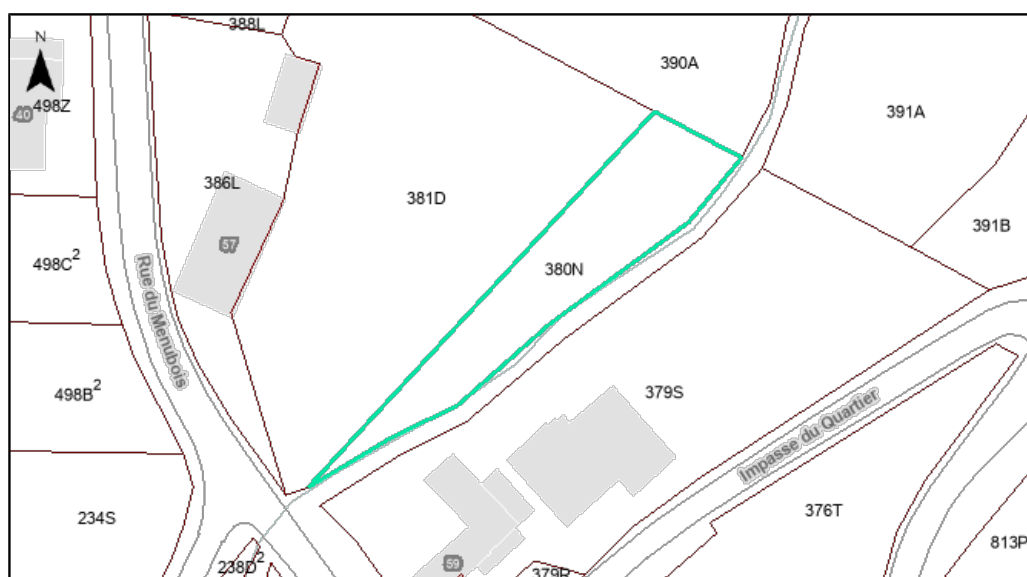 388L
N
390A
498Z
40
391A
386L
381D
391B
57
498C²
380N
Rue du Menubois
498B²
379S
Impasse du Quartier
234S
376T
813P
59
238D²
379R